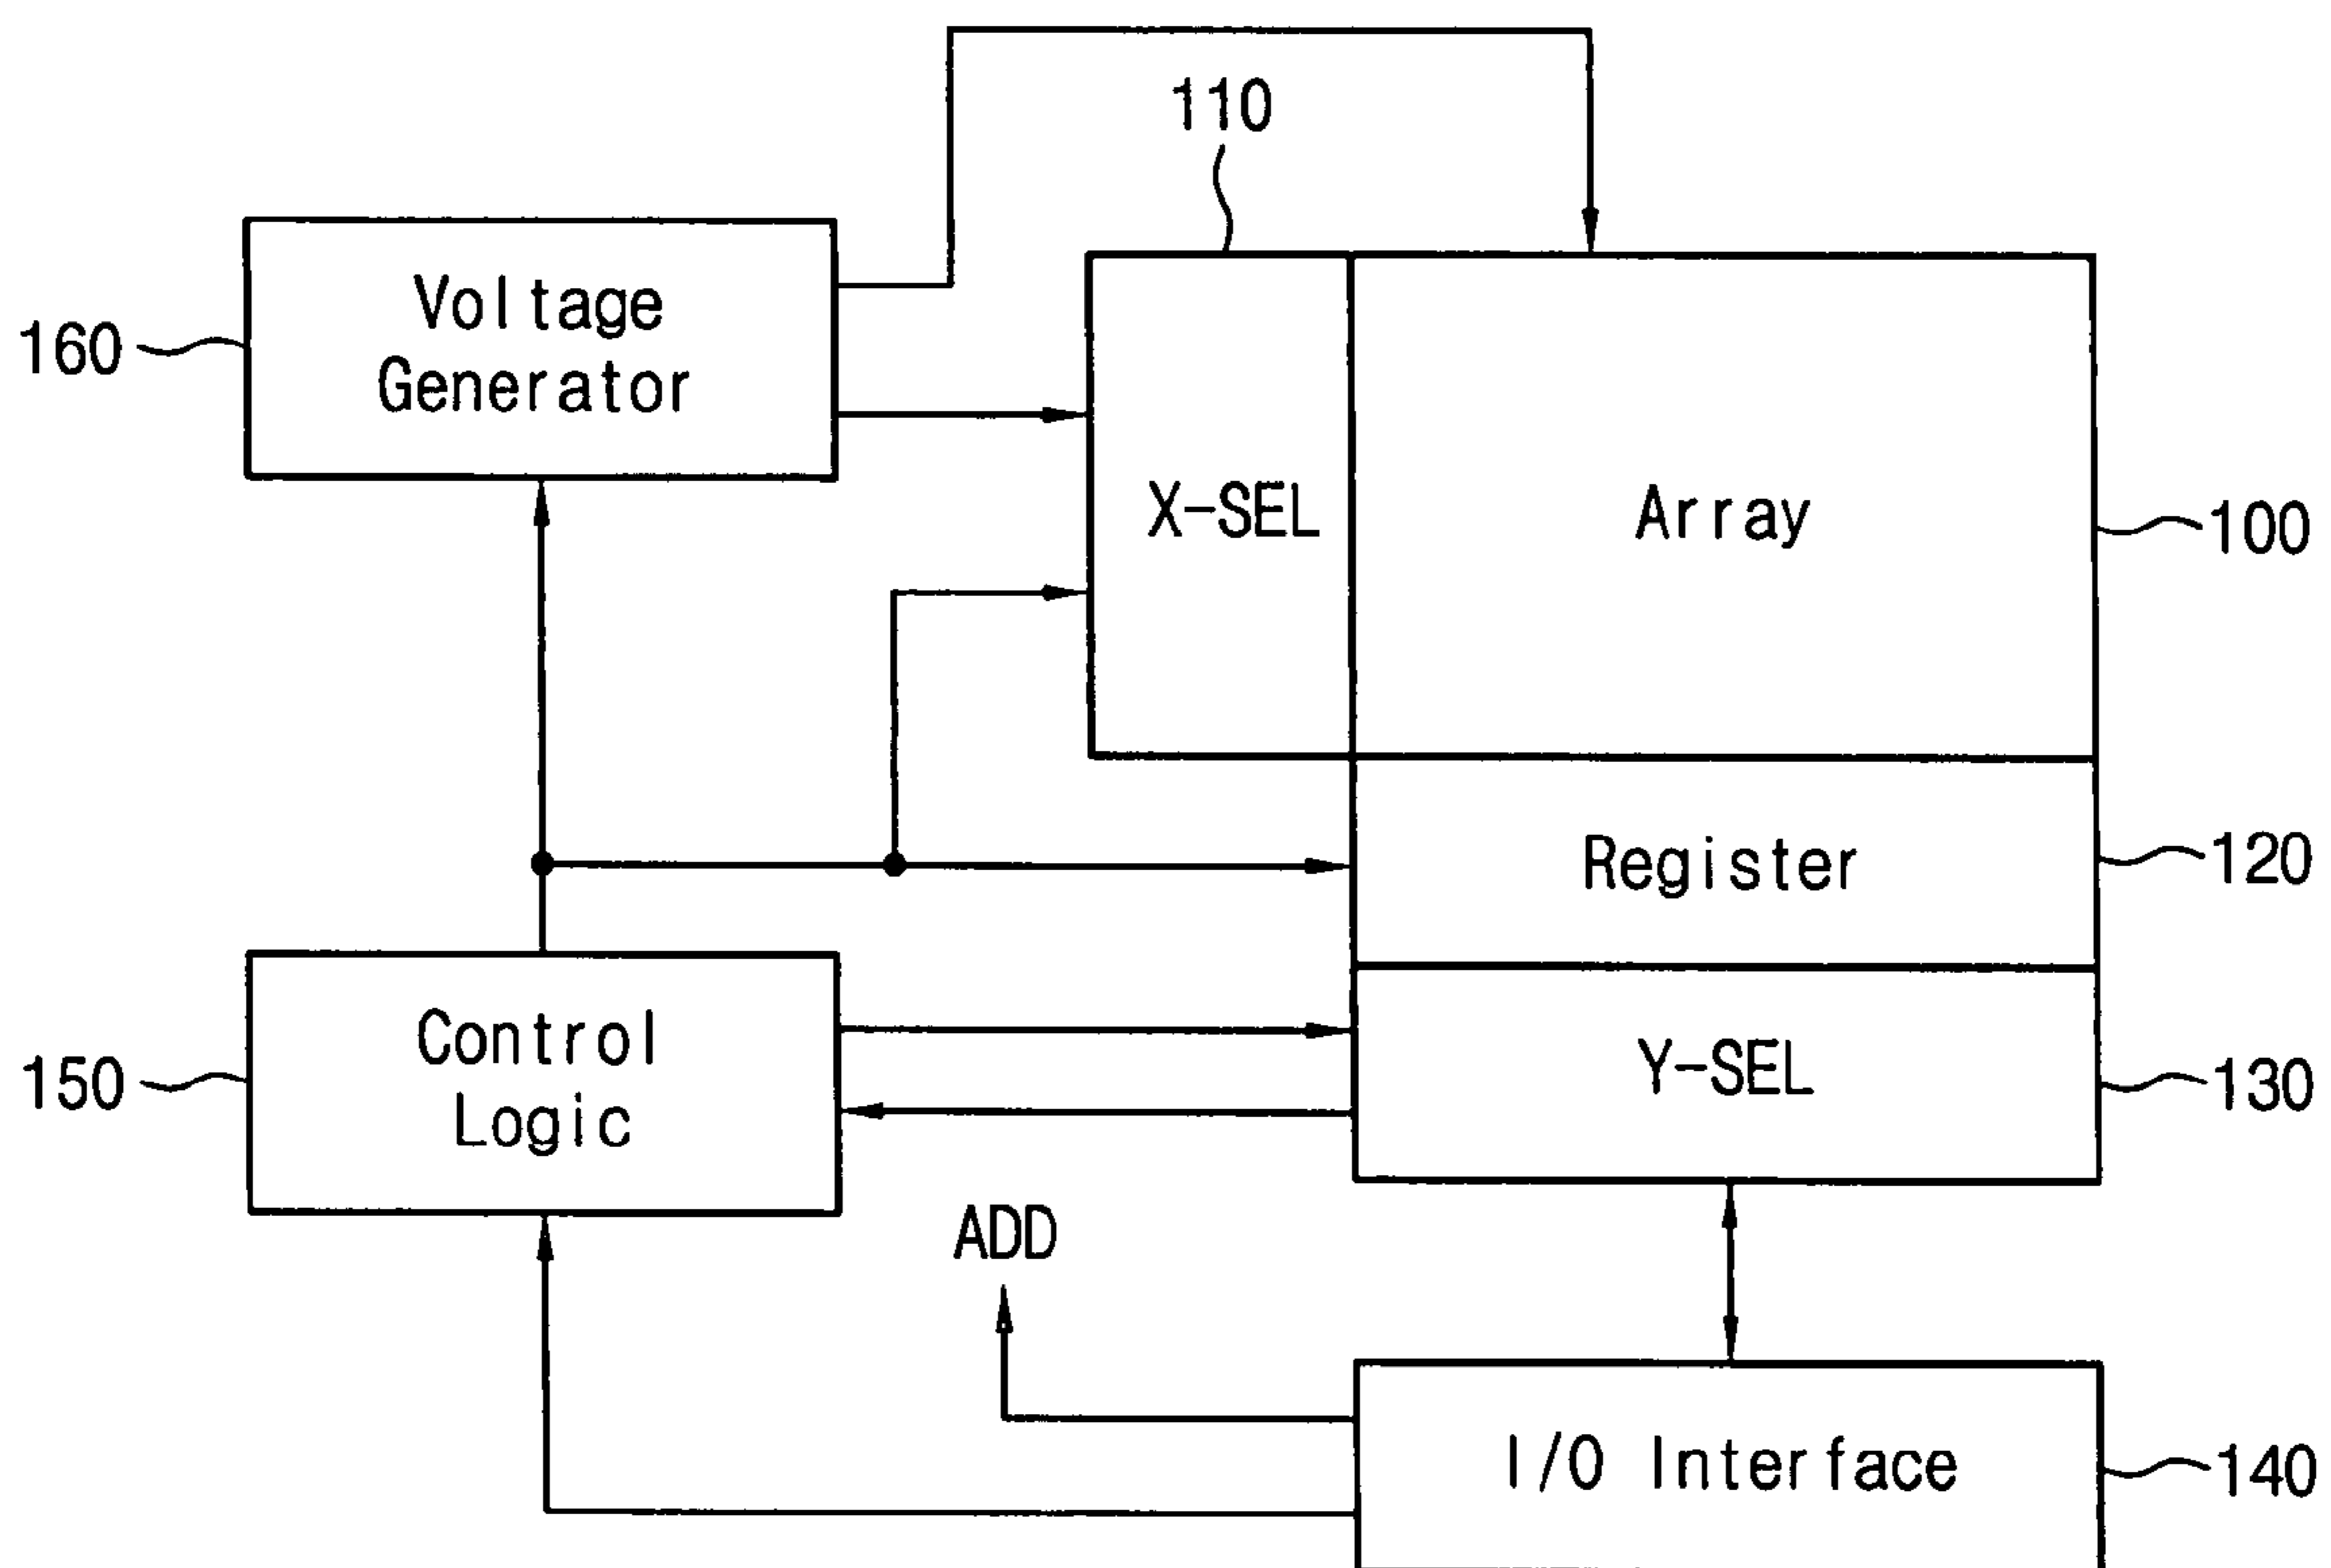 110
Voltage
Generator
160
X-SEL
Array
100
Register
120
Control
Logic
150
Y-SEL
130
ADD
I/O Interface
140